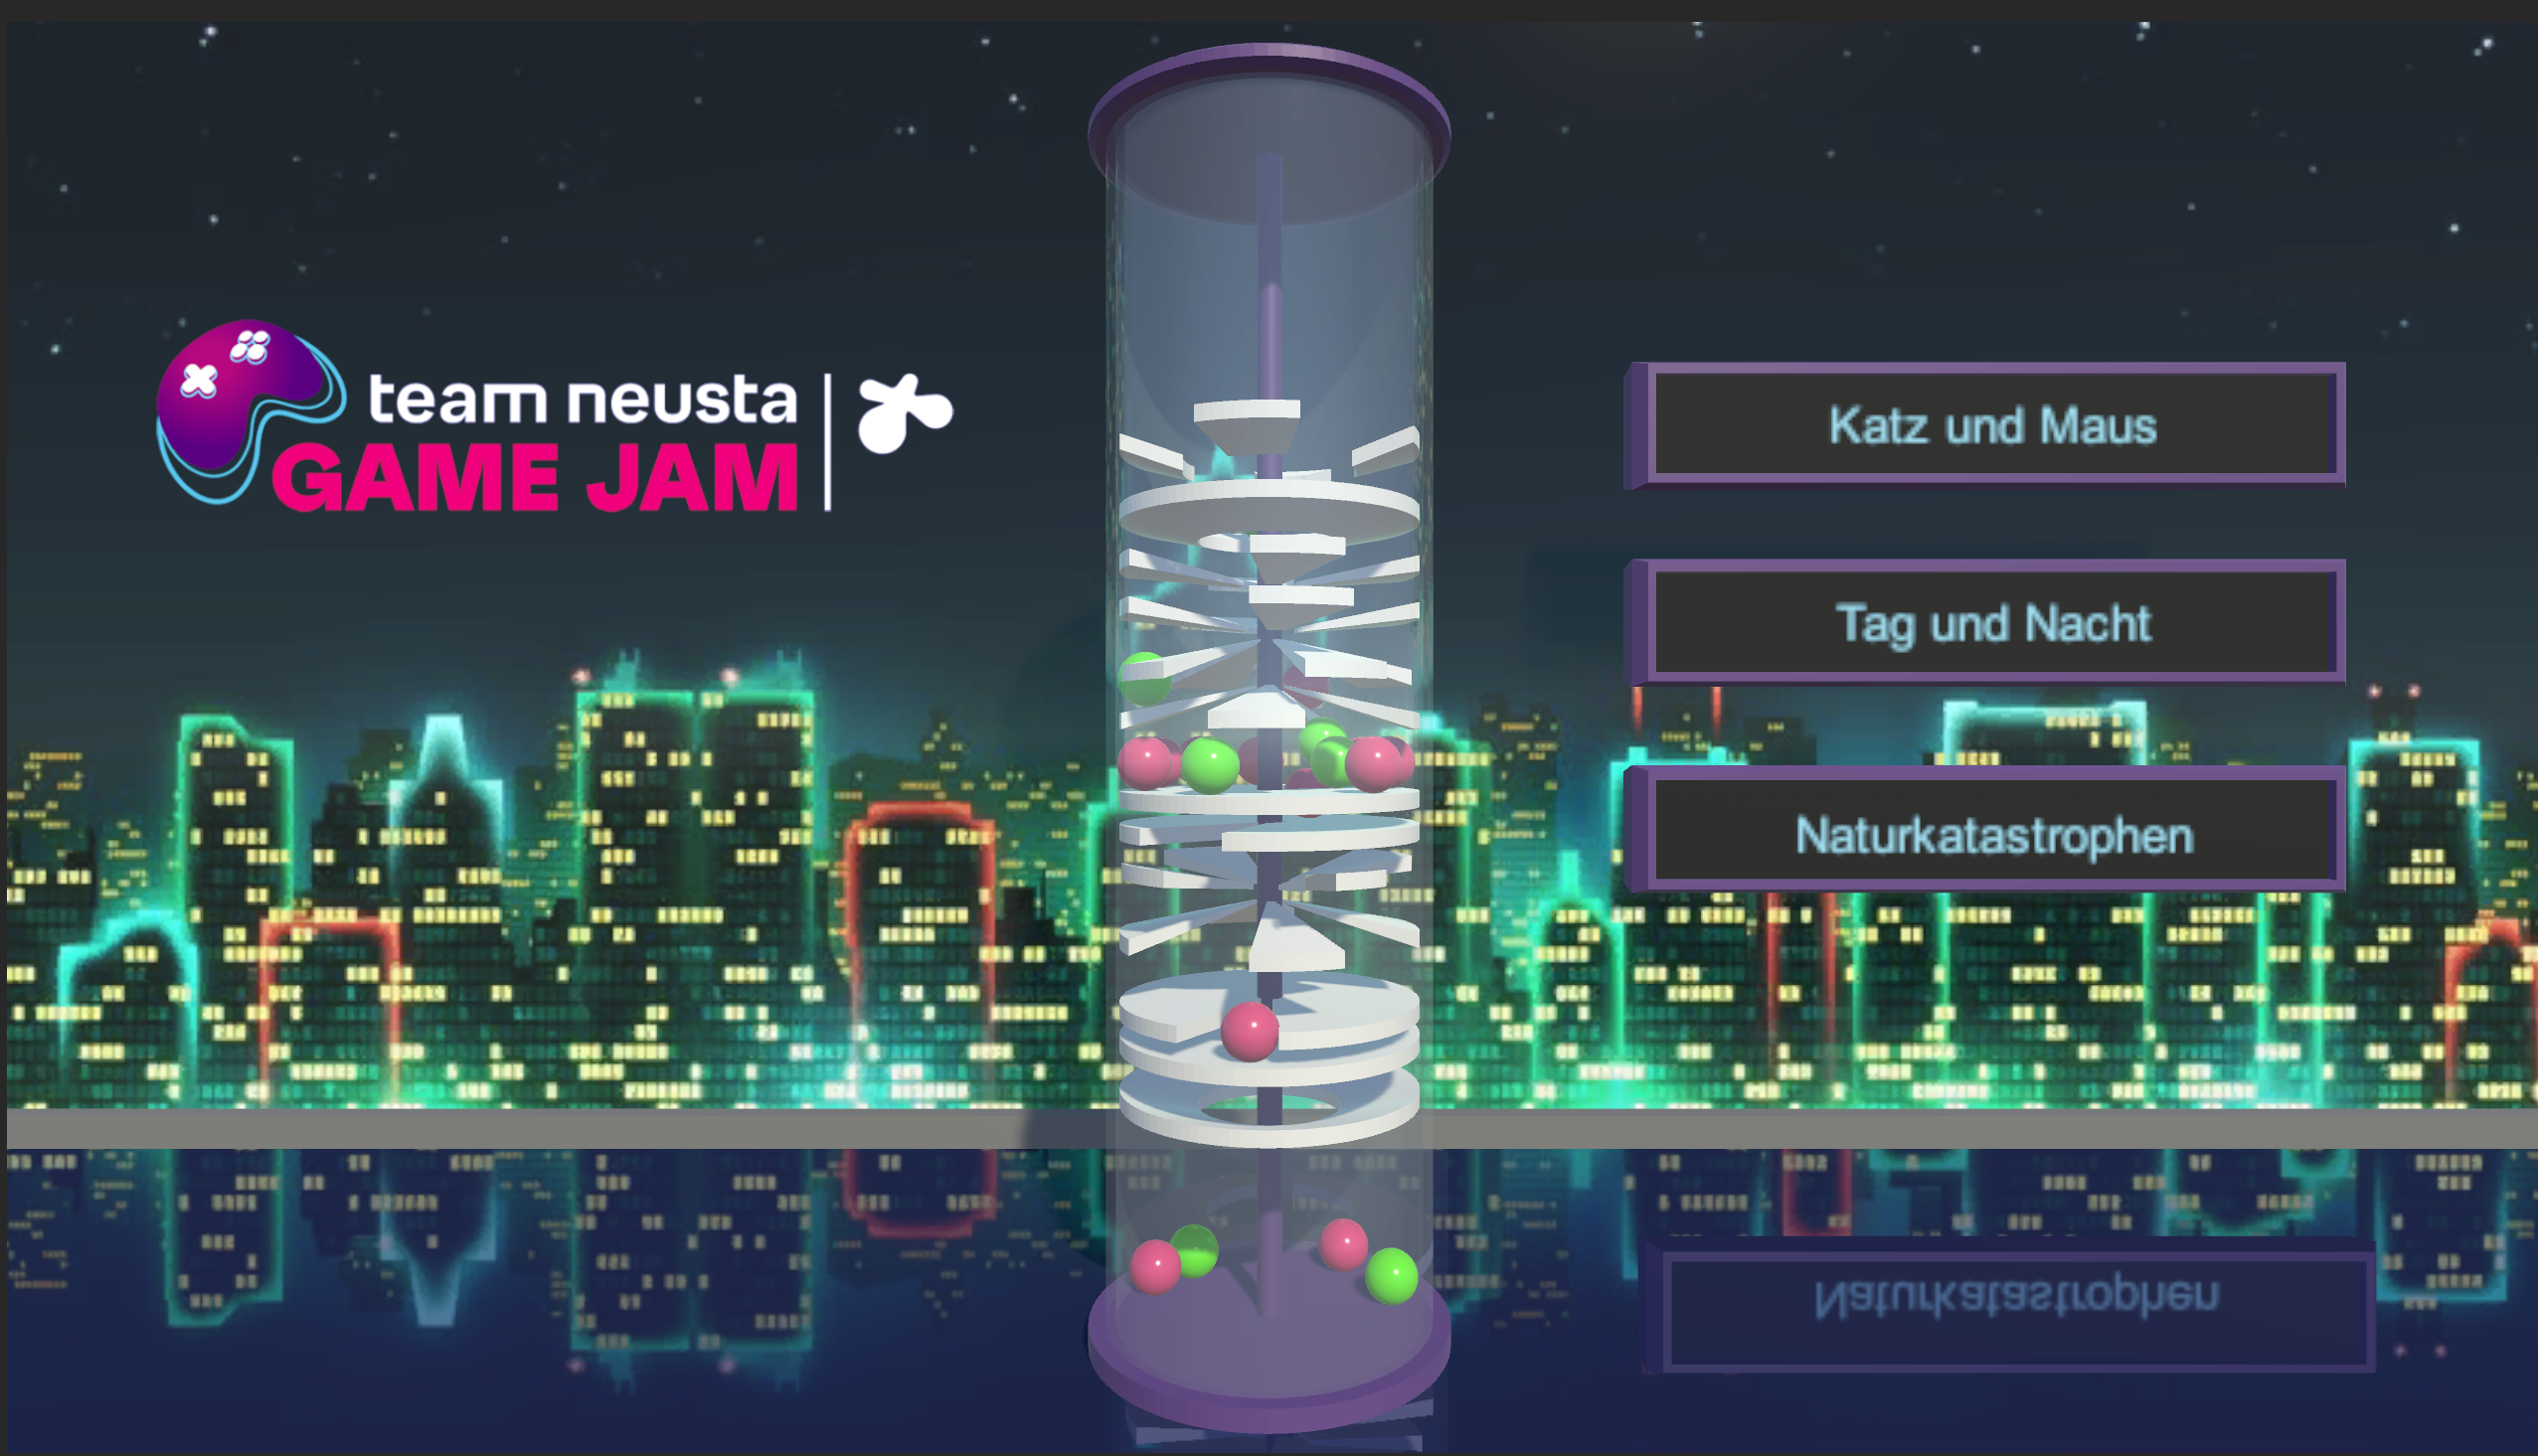 team neusta
GAME JAM
Katz und Maus
Tag und Nacht
Naturkatastrophen
Naturkatastrophen